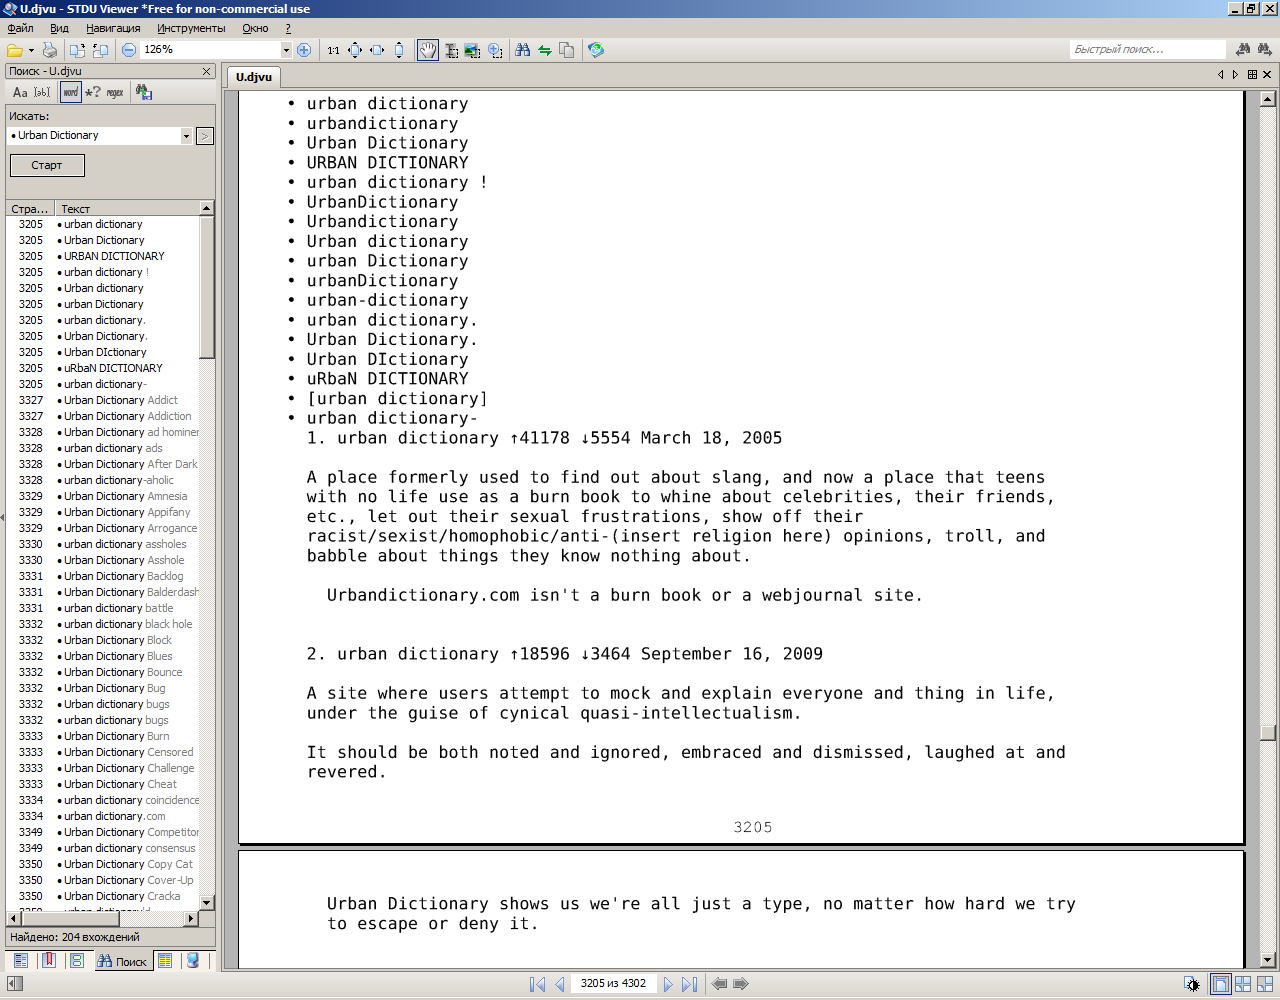 U.djvu - STDU Viewer *Free for non-commercial use
Файл Вид Навигация Инструменты Окно ?
126%
1:1
Быстрый поиск...
Поиск - U.djvu
U.djvu
Aa [ab] word *? regex
Искать:
• Urban Dictionary
>
Старт
Стра... Текст
3205 • urban dictionary
3205 • Urban Dictionary
3205 • URBAN DICTIONARY
3205 • urban dictionary !
3205 • Urban dictionary
3205 • urban Dictionary
3205 • urban dictionary.
3205 • Urban Dictionary.
3205 • Urban DIctionary
3205 • uRbaN DICTIONARY
3205 • urban dictionary-
3327 • Urban Dictionary Addict
3327 • Urban Dictionary Addiction
3328 • Urban Dictionary ad hominer
3328 • urban dictionary ads
3328 • Urban Dictionary After Dark
3328 • urban dictionary-aholic
3329 • Urban Dictionary Amnesia
3329 • Urban Dictionary Appifany
3329 • Urban Dictionary Arrogance
3330 • urban dictionary assholes
3330 • Urban Dictionary Asshole
3331 • Urban Dictionary Backlog
3331 • Urban Dictionary Balderdash
3331 • urban dictionary battle
3332 • urban dictionary black hole
3332 • Urban Dictionary Block
3332 • Urban Dictionary Blues
3332 • Urban Dictionary Bounce
3332 • Urban Dictionary Bug
3332 • Urban dictionary bugs
3332 • urban dictionary bugs
3333 • Urban Dictionary Burn
3333 • Urban Dictionary Censored
3333 • Urban Dictionary Challenge
3333 • Urban Dictionary Cheat
3334 • urban dictionary coincidence
3334 • urban dictionary.com
3349 • Urban Dictionary Competitor
3349 • urban dictionary consensus
3350 • Urban Dictionary Copy Cat
3350 • Urban Dictionary Cover-Up
3350 • Urban Dictionary Cracka
Найдено: 204 вхождений
Поиск
• urban dictionary
• urbandictionary
• Urban Dictionary
• URBAN DICTIONARY
• urban dictionary !
• UrbanDictionary
• Urbandictionary
• Urban dictionary
• urban Dictionary
• urbanDictionary
• urban-dictionary
• urban dictionary.
• Urban Dictionary.
• Urban DIctionary
• uRbaN DICTIONARY
• [urban dictionary]
• urban dictionary-
1. urban dictionary ↑41178 ↓5554 March 18, 2005
A place formerly used to find out about slang, and now a place that teens
with no life use as a burn book to whine about celebrities, their friends,
etc., let out their sexual frustrations, show off their
racist/sexist/homophobic/anti-(insert religion here) opinions, troll, and
babble about things they know nothing about.
Urbandictionary.com isn't a burn book or a webjournal site.
2. urban dictionary ↑18596 ↓3464 September 16, 2009
A site where users attempt to mock and explain everyone and thing in life,
under the guise of cynical quasi-intellectualism.
It should be both noted and ignored, embraced and dismissed, laughed at and
revered.
3205
Urban Dictionary shows us we're all just a type, no matter how hard we try
to escape or deny it.
3205 из 4302